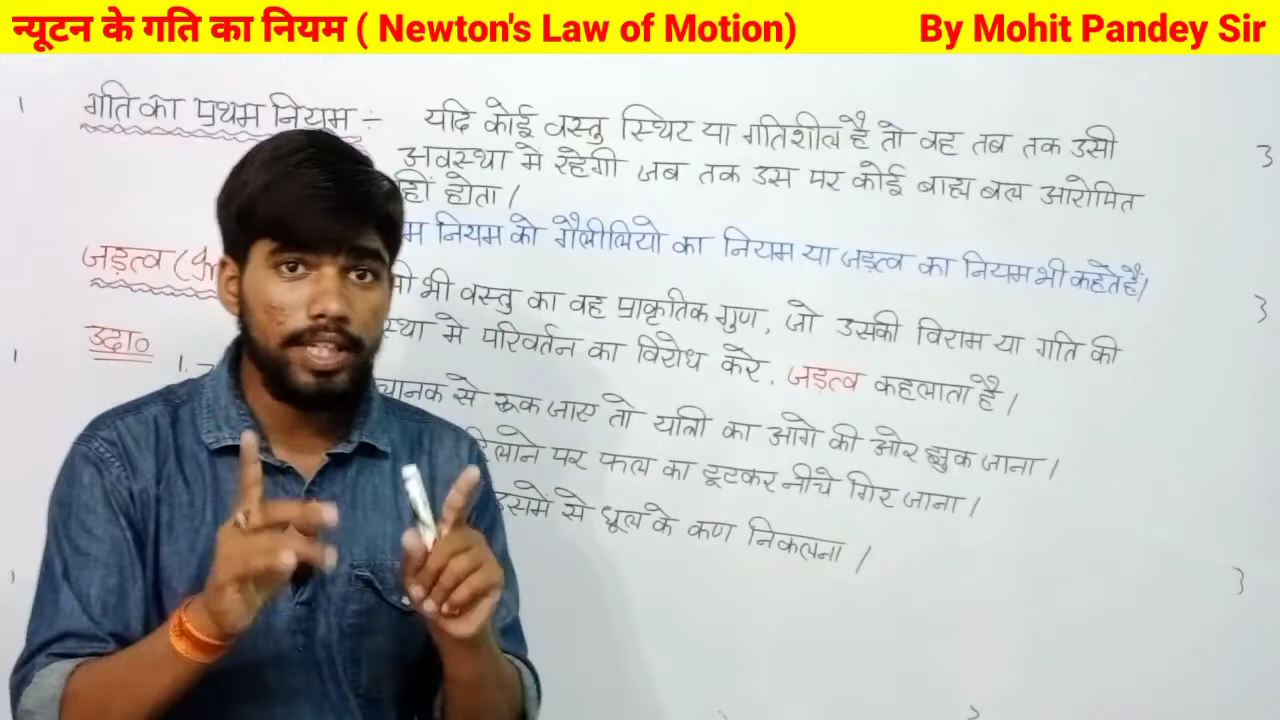 न्यूटन के गति का नियम ( Newton's Law of Motion) By Mohit Pandey Sir
गति का प्रथम नियम :- यदि कोई वस्तु स्थिर या गतिशील है तो वह तब तक उसी
अवस्था में रहेगी जब तक उस पर कोई बाह्य बल आरोपित
हीं होता।
म नियम को गैलीलियो का नियम या जड़त्व का नियम भी कहते हैं।
जड़त्व ( भी वस्तु का वह प्राकृतिक गुण, जो उसकी विराम या गति की
स्था में परिवर्तन का विरोध करे, जड़त्व कहलाता है।
उदा०
1. चानक से रूक जाए तो यात्री का आगे की ओर झुक जाना।
हिलाने पर फल का टूटकर नीचे गिर जाना।
इसमें से धूल के कण निकलना।